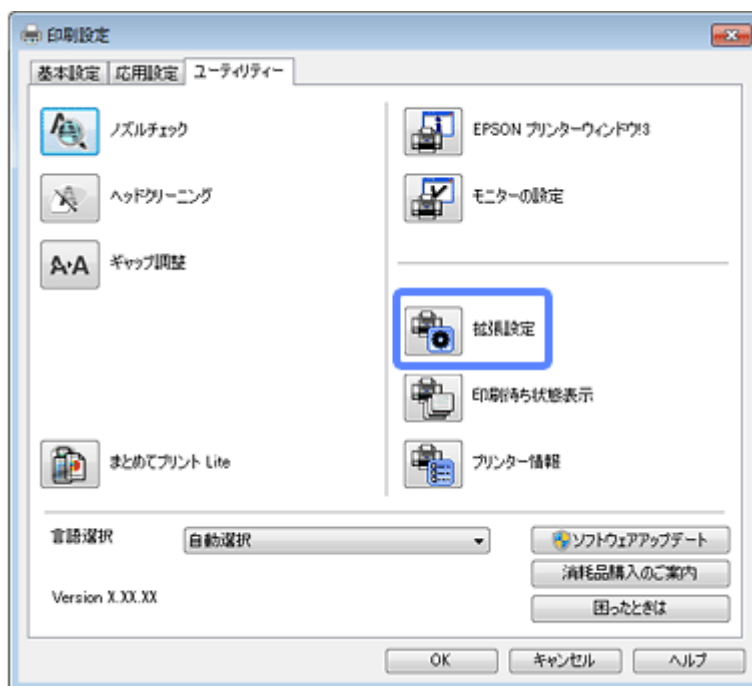 印刷設定
基本設定 応用設定 ユーティリティー
ノズルチェック
ヘッドクリーニング
A▸A ギャップ調整
まとめてプリント Lite
EPSON プリンターウィンドウ!3
モニターの設定
拡張設定
印刷待ち状態表示
プリンター情報
言語選択 自動選択
Version X.XX.XX
ソフトウェアアップデート
消耗品購入のご案内
困ったときは
OK キャンセル ヘルプ